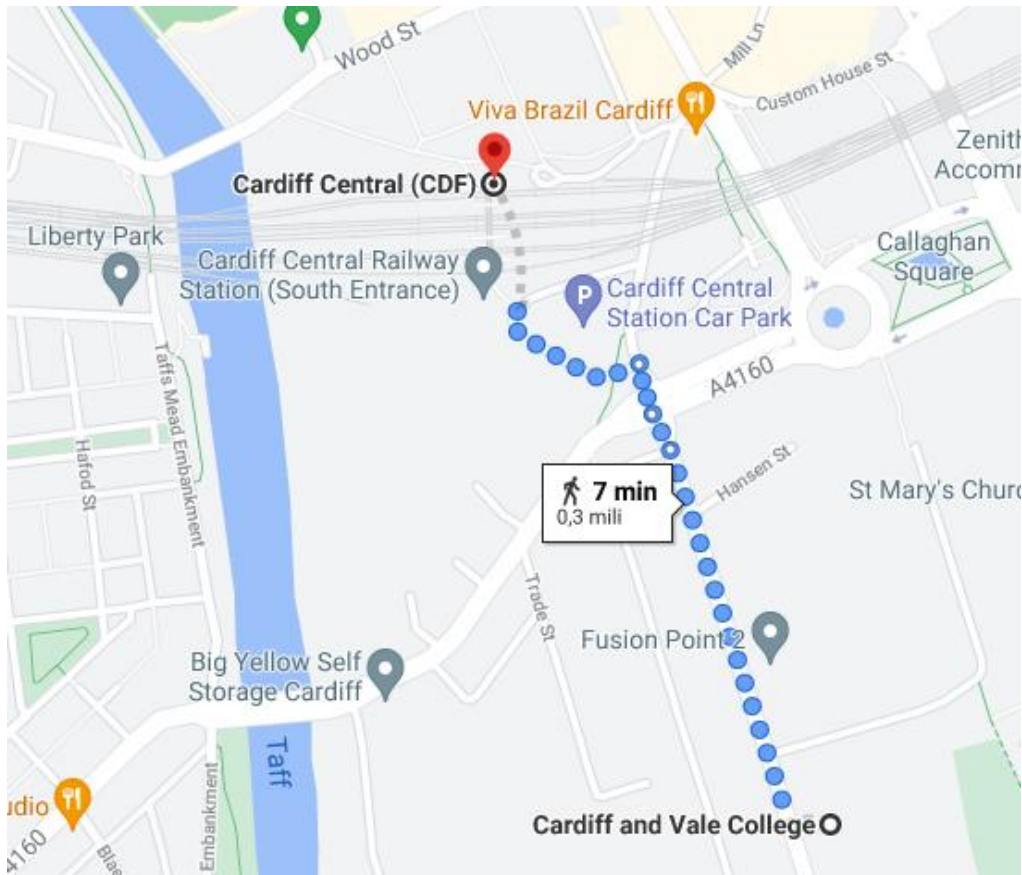 Wood St
Mill Ln
Custom House St
Viva Brazil Cardiff
Zenith
Accomm
Cardiff Central (CDF)
Liberty Park
Cardiff Central Railway
Station (South Entrance)
Callaghan
Square
P
Cardiff Central
Station Car Park
A4160
Taffs Mead Embankment
Hafod St
7 min
0,3 mili
Hansen St
St Mary's Churc
Trade St
Fusion Point 2
Big Yellow Self
Storage Cardiff
Taff
udio
Cardiff and Vale College
4160
Blae
Embankment